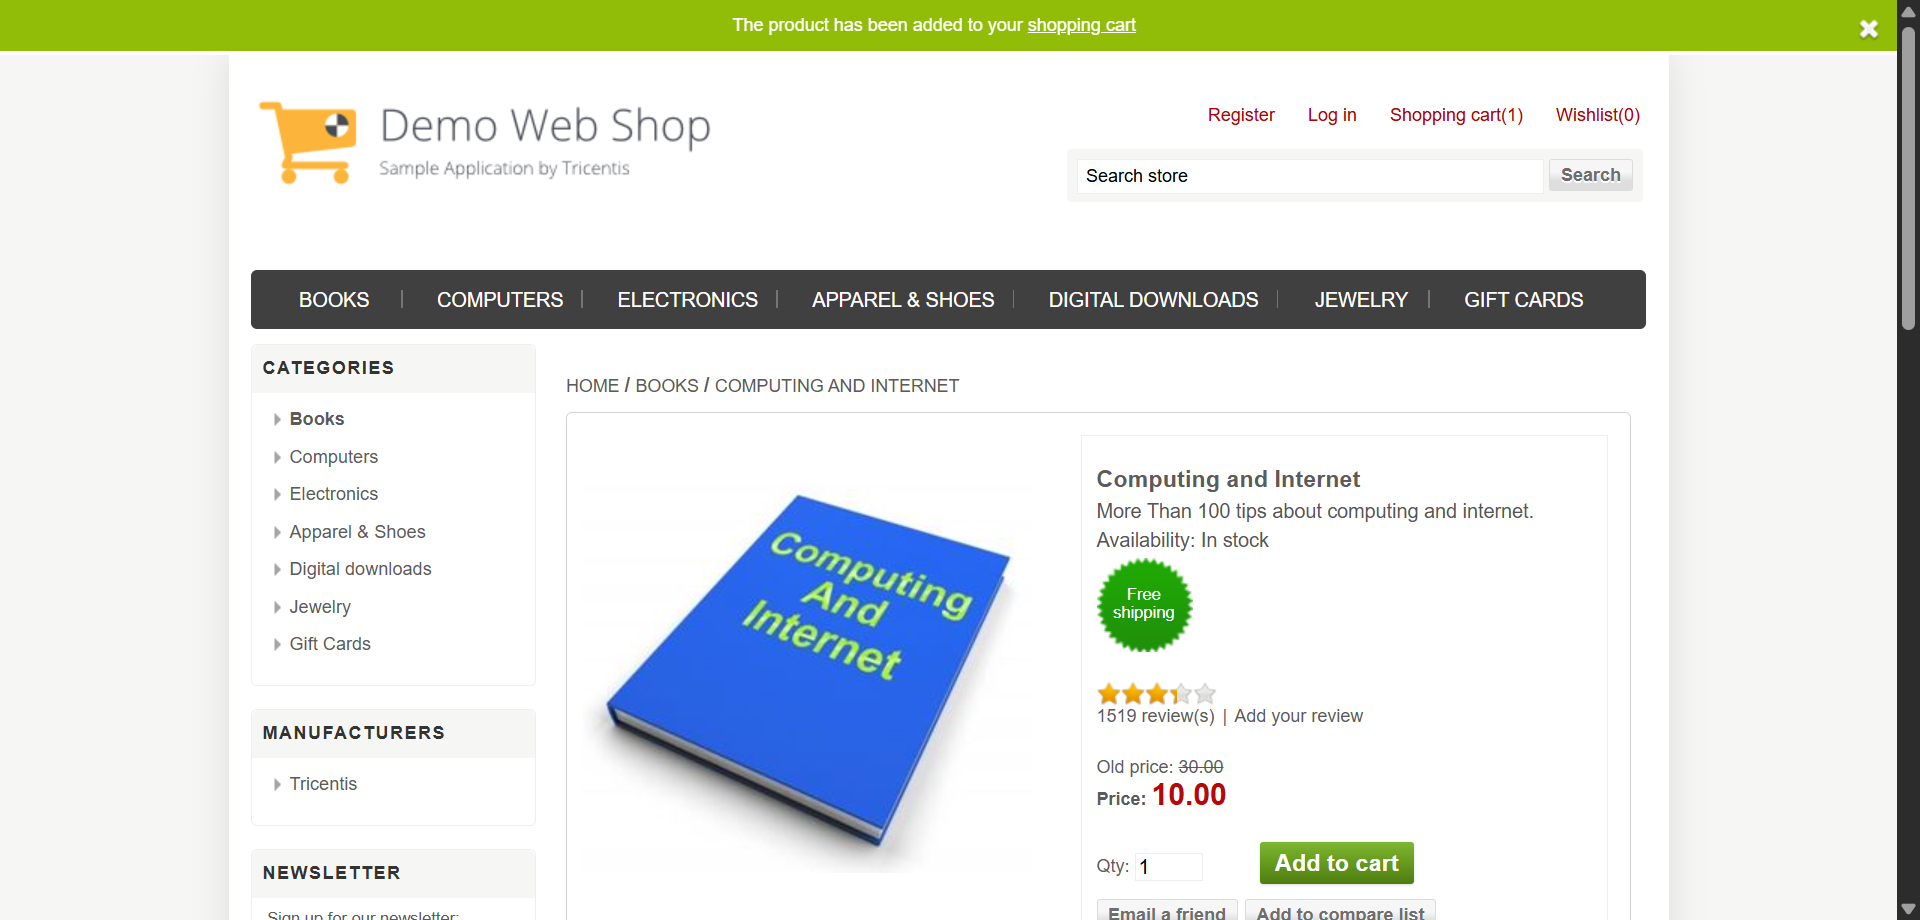 The product has been added to your shopping cart
Demo Web Shop
Sample Application by Tricentis
Register Log in Shopping cart(1) Wishlist(0)
Search store Search
BOOKS COMPUTERS ELECTRONICS APPAREL & SHOES DIGITAL DOWNLOADS JEWELRY GIFT CARDS
CATEGORIES
Books
Computers
Electronics
Apparel & Shoes
Digital downloads
Jewelry
Gift Cards
MANUFACTURERS
Tricentis
NEWSLETTER
Sign up for our newsletter:
HOME / BOOKS / COMPUTING AND INTERNET
Computing
And
Internet
Computing and Internet
More Than 100 tips about computing and internet.
Availability: In stock
Free
shipping
1519 review(s) | Add your review
Old price: 30.00
Price: 10.00
Qty: 1 Add to cart
Email a friend Add to compare list